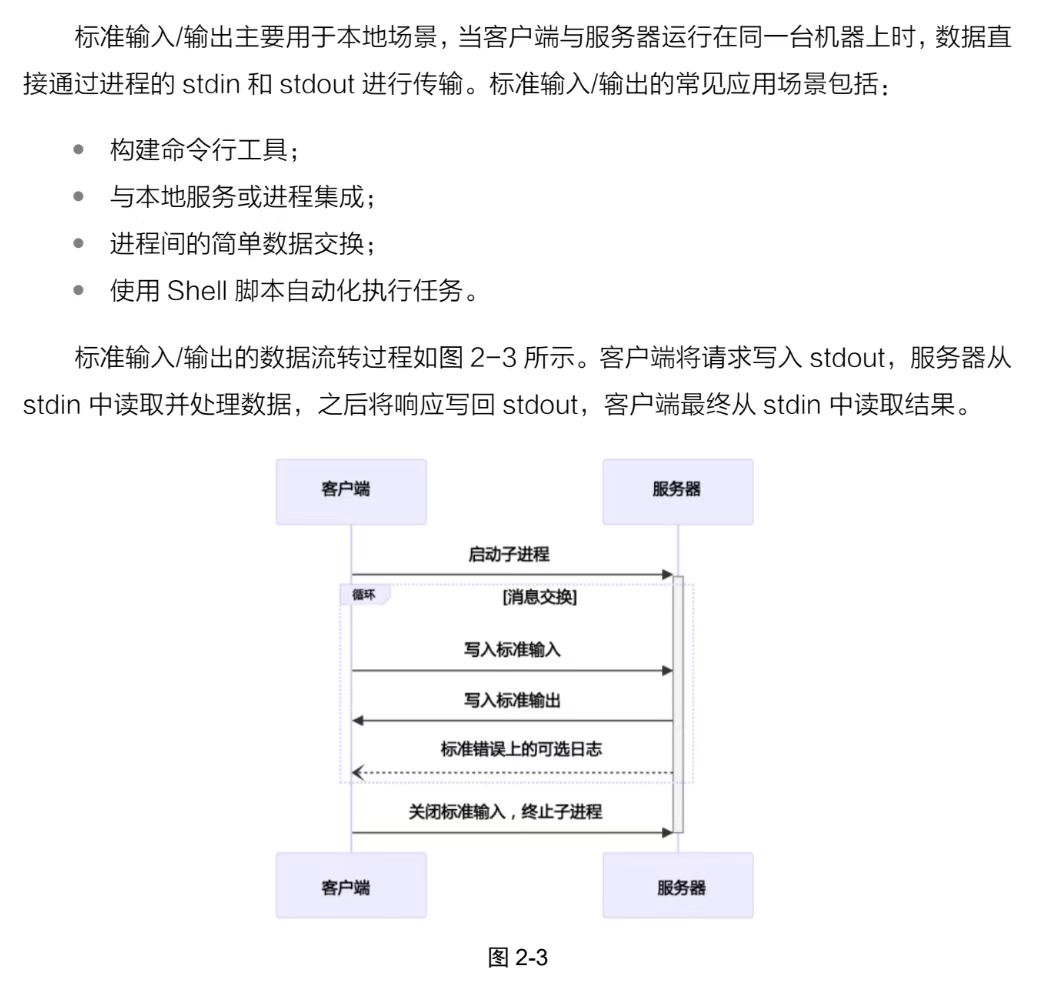 标准输入/输出主要用于本地场景，当客户端与服务器运行在同一台机器上时，数据直
接通过进程的 stdin 和 stdout 进行传输。标准输入/输出的常见应用场景包括：
• 构建命令行工具；
• 与本地服务或进程集成；
• 进程间的简单数据交换；
• 使用 Shell 脚本自动化执行任务。
标准输入/输出的数据流转过程如图 2-3 所示。客户端将请求写入 stdout，服务器从
stdin 中读取并处理数据，之后将响应写回 stdout，客户端最终从 stdin 中读取结果。
客户端 服务器
启动子进程
循环 [消息交换]
写入标准输入
写入标准输出
标准错误上的可选日志
关闭标准输入，终止子进程
客户端 服务器
图 2-3